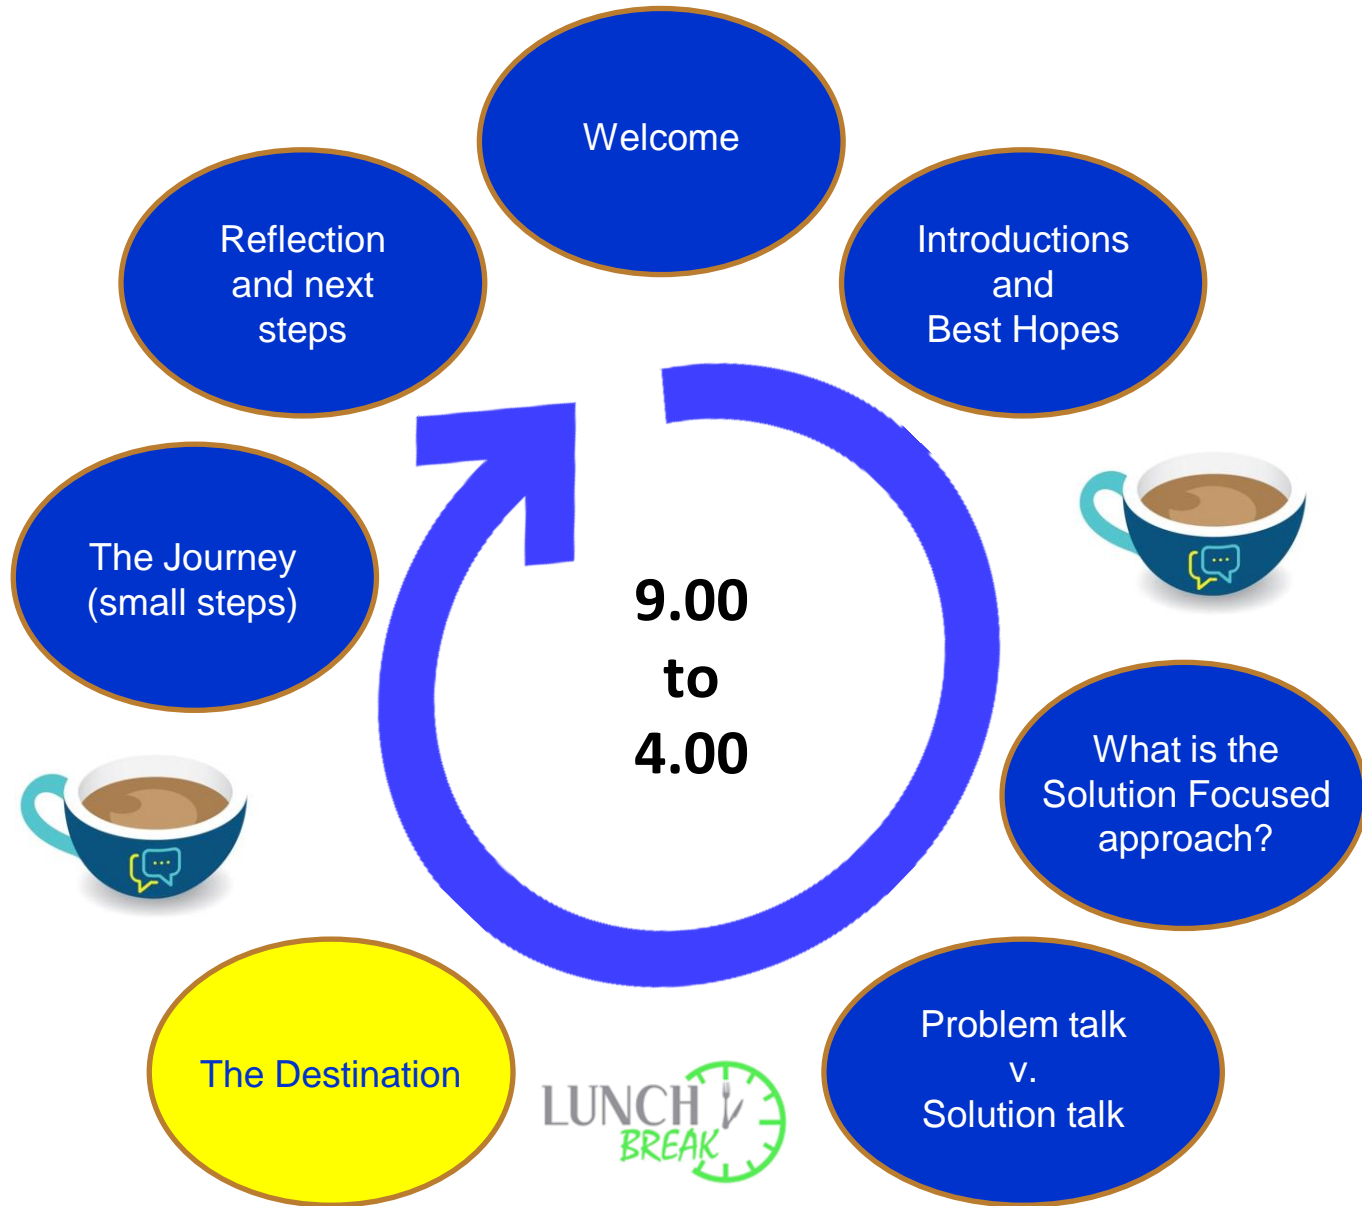 Welcome
Introductions
and
Best Hopes
What is the
Solution Focused
approach?
Problem talk
v.
Solution talk
LUNCH
BREAK
The Destination
The Journey
(small steps)
Reflection
and next
steps
9.00
to
4.00